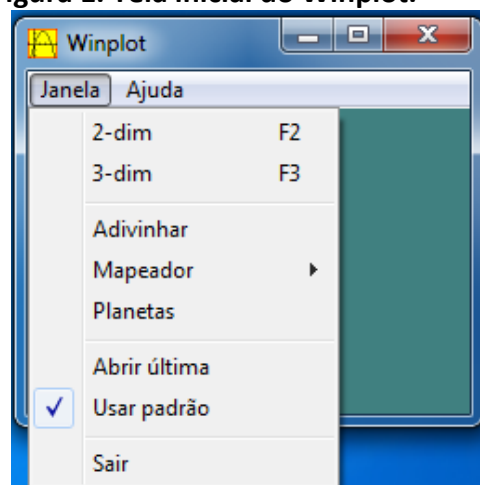 Winplot
Janela Ajuda
2-dim F2
3-dim F3
Adivinhar
Mapeador
Planetas
Abrir última
Usar padrão
Sair